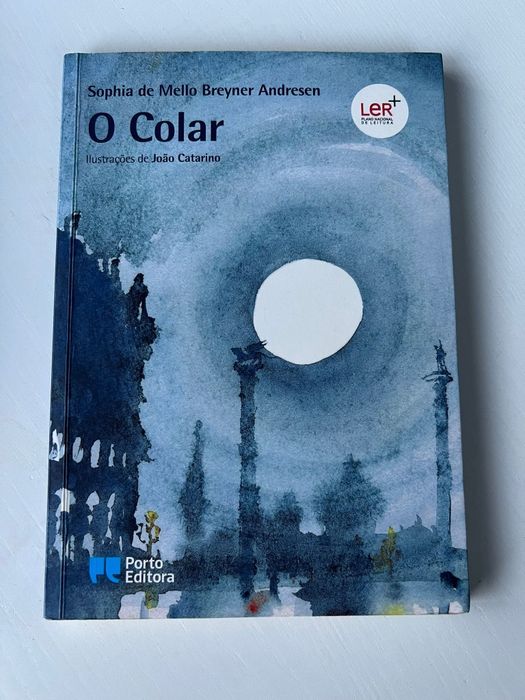 Sophia de Mello Breyner Andresen
O Colar
Ilustrações de João Catarino
LER+
PLANO NACIONAL
DE LEITURA
Porto
Editora